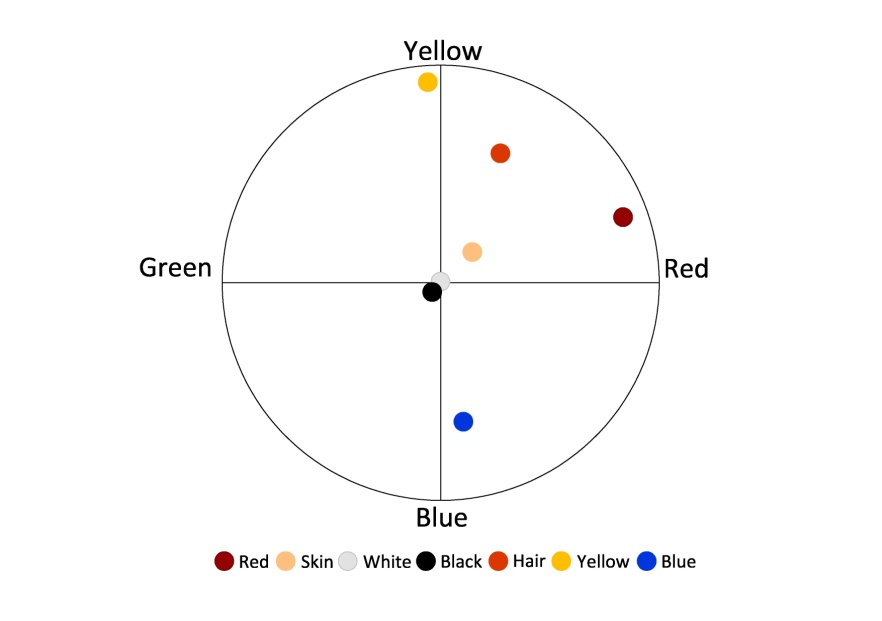 Yellow
Green
Red
Blue
Red Skin White Black Hair Yellow Blue